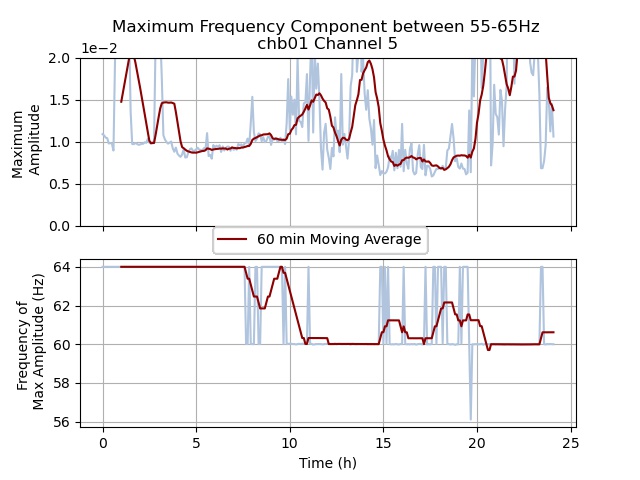 Maximum Frequency Component between 55-65Hz
chb01 Channel 5
1e−2
2.0
1.5
1.0
0.5
0.0
Maximum
Amplitude
60 min Moving Average
64
62
60
58
56
Frequency of
Max Amplitude (Hz)
0
5
10
15
20
25
Time (h)